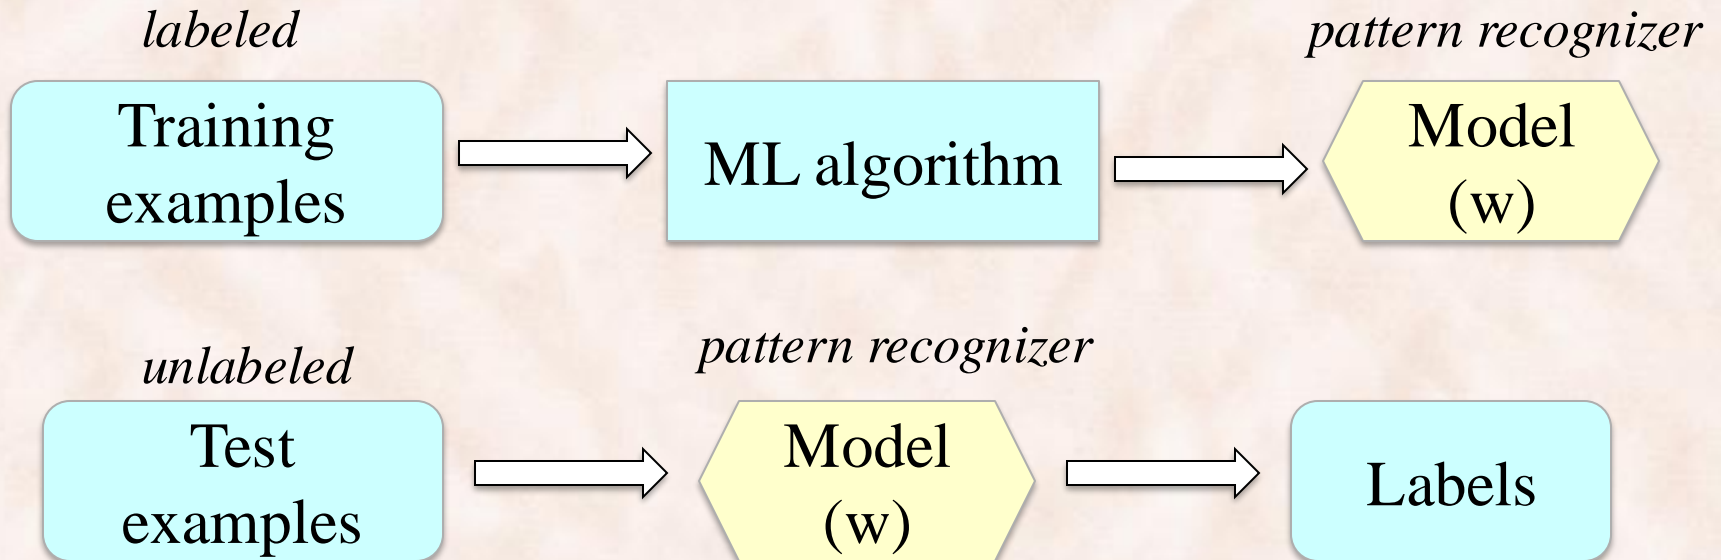 labeled
pattern recognizer
Training
examples
ML algorithm
Model
(w)
unlabeled
pattern recognizer
Test
examples
Model
(w)
Labels